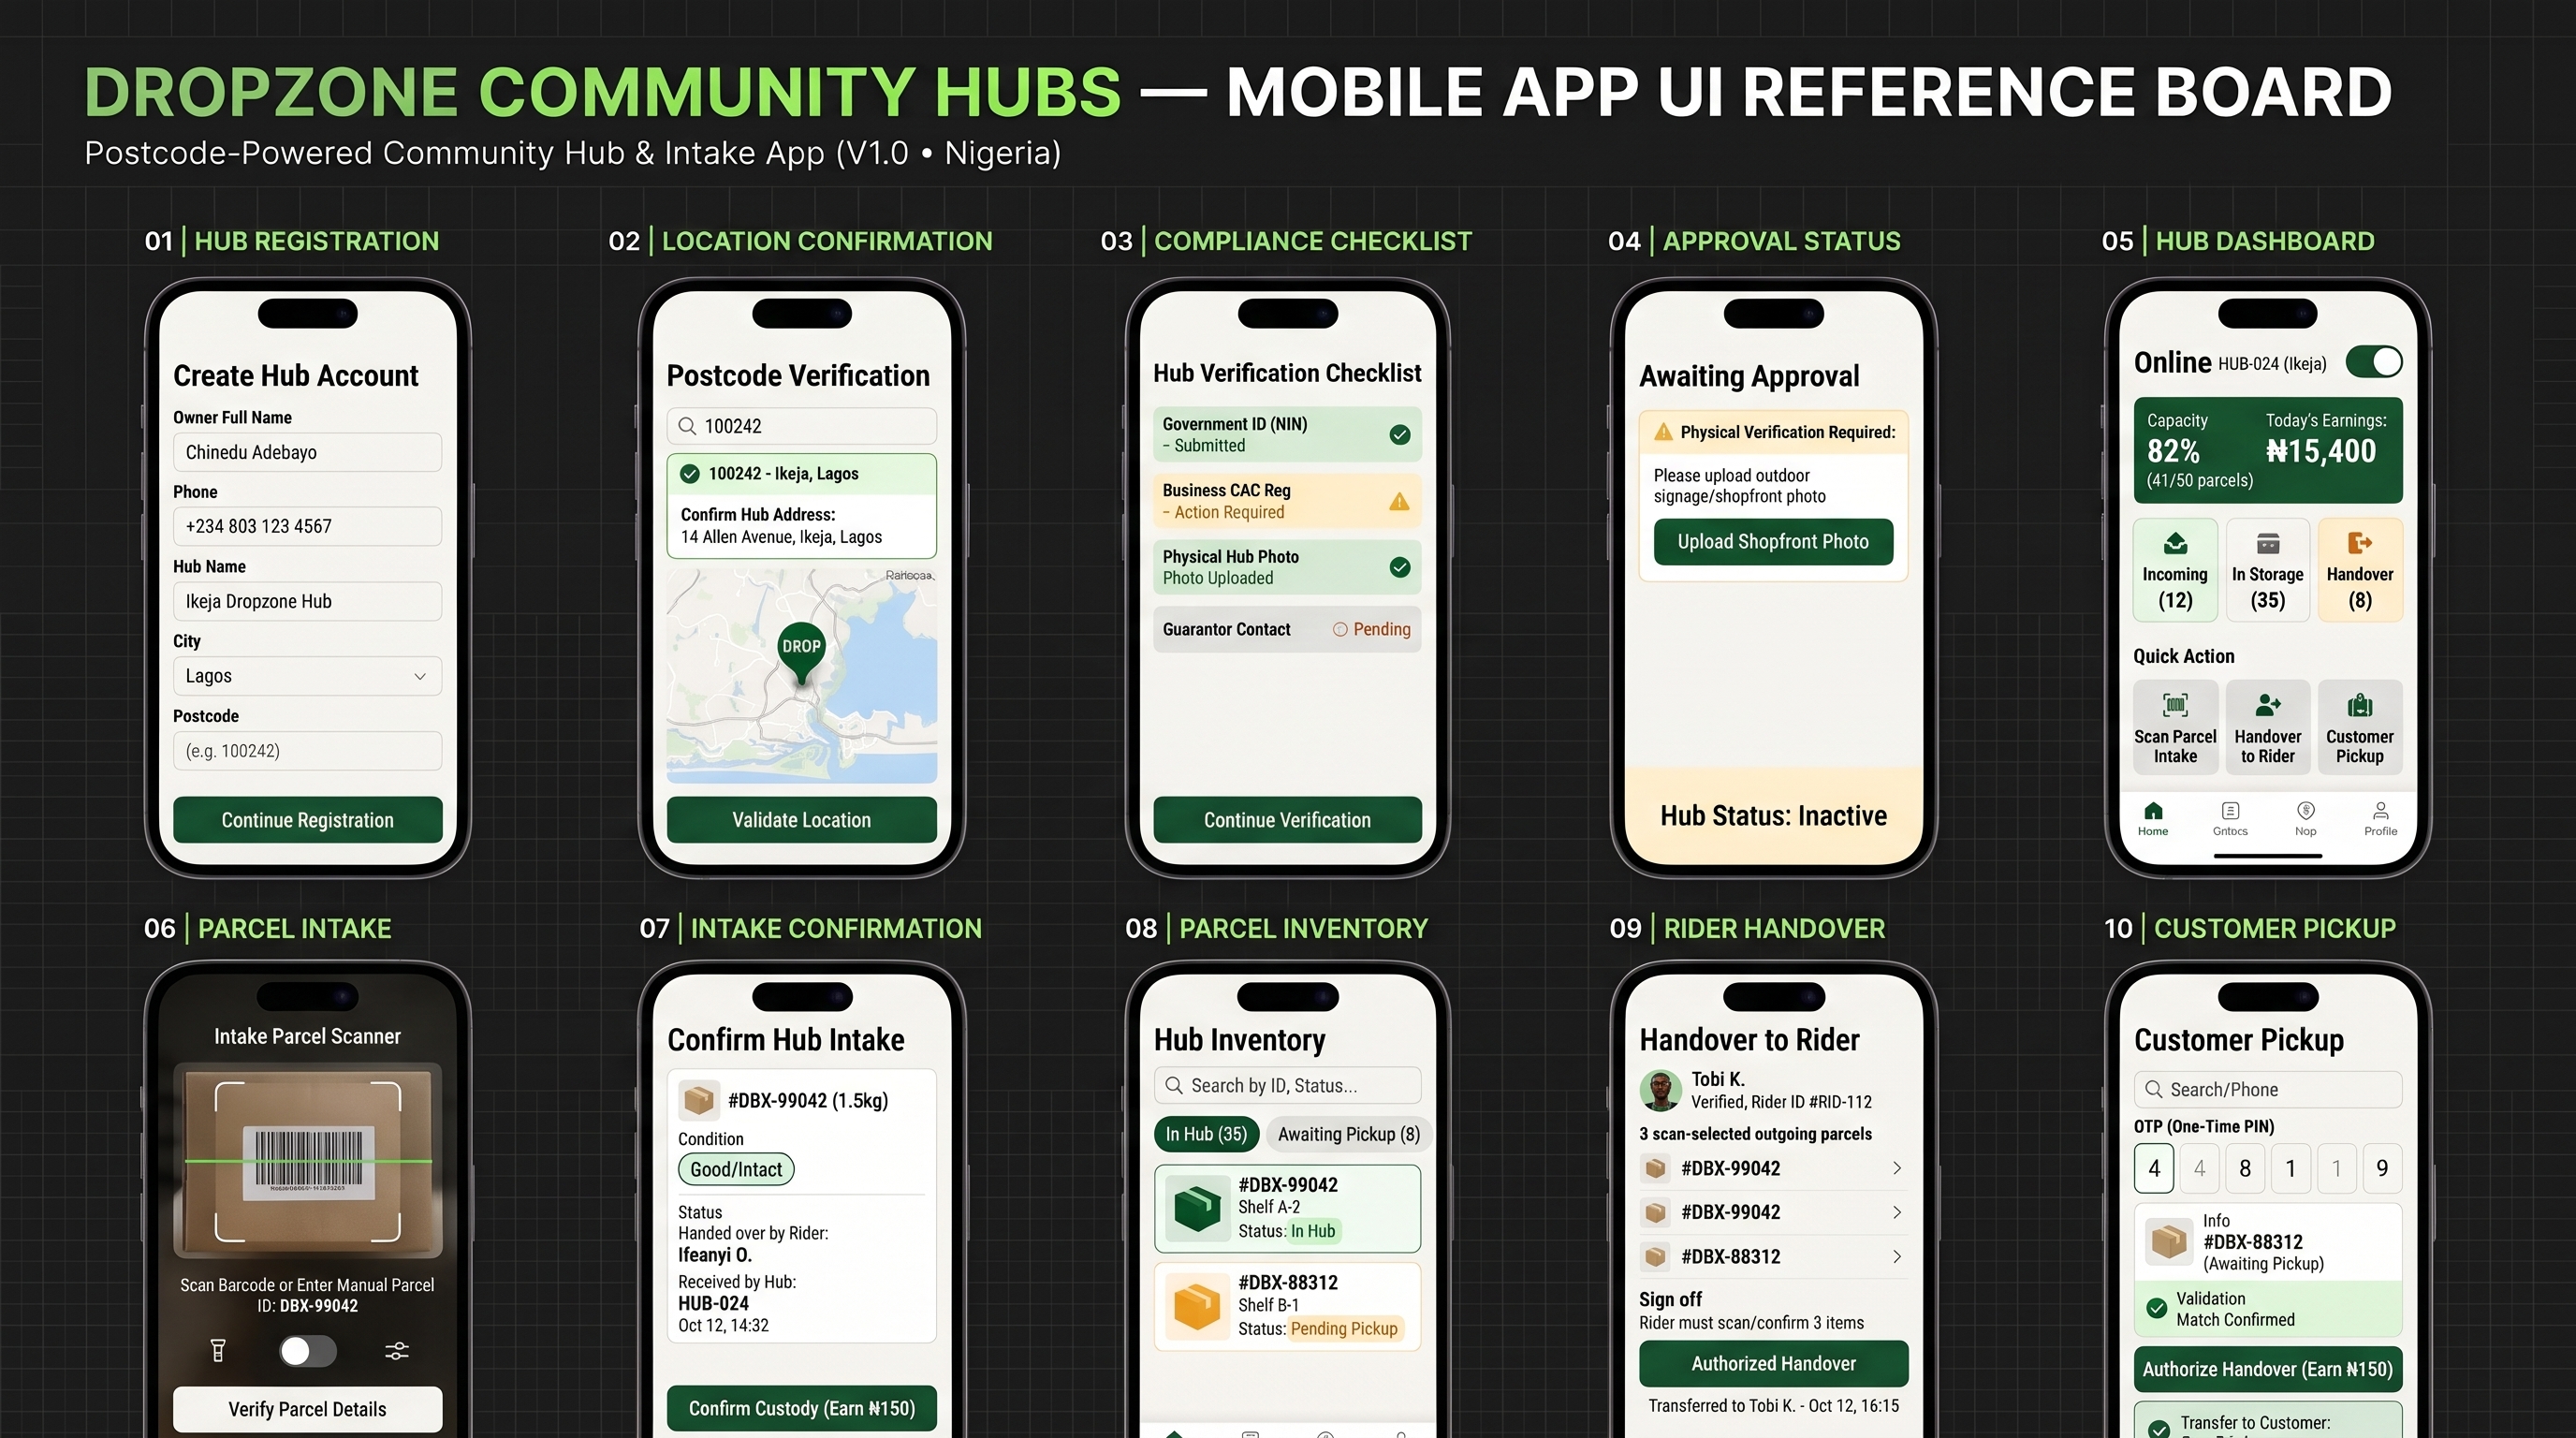 DROPZONE COMMUNITY HUBS — MOBILE APP UI REFERENCE BOARD
Postcode-Powered Community Hub & Intake App (V1.0 • Nigeria)
01 | HUB REGISTRATION
Create Hub Account
Owner Full Name
Chinedu Adebayo
Phone
+234 803 123 4567
Hub Name
Ikeja Dropzone Hub
City
Lagos
Postcode
(e.g. 100242)
Continue Registration
02 | LOCATION CONFIRMATION
Postcode Verification
100242
100242 - Ikeja, Lagos
Confirm Hub Address:
14 Allen Avenue, Ikeja, Lagos
DROP
Validate Location
03 | COMPLIANCE CHECKLIST
Hub Verification Checklist
Government ID (NIN)
– Submitted
Business CAC Reg
– Action Required
Physical Hub Photo
Photo Uploaded
Guarantor Contact
Pending
Continue Verification
04 | APPROVAL STATUS
Awaiting Approval
Physical Verification Required:
Please upload outdoor
signage/shopfront photo
Upload Shopfront Photo
Hub Status: Inactive
05 | HUB DASHBOARD
Online HUB-024 (Ikeja)
Capacity
82%
(41/50 parcels)
Today's Earnings:
₦15,400
Incoming
(12)
In Storage
(35)
Handover
(8)
Quick Action
Scan Parcel
Intake
Handover
to Rider
Customer
Pickup
Home
Gntocs
Nop
Profile
06 | PARCEL INTAKE
Intake Parcel Scanner
Scan Barcode or Enter Manual Parcel
ID: DBX-99042
Verify Parcel Details
07 | INTAKE CONFIRMATION
Confirm Hub Intake
#DBX-99042 (1.5kg)
Condition
Good/Intact
Status
Handed over by Rider:
Ifeanyi O.
Received by Hub:
HUB-024
Oct 12, 14:32
Confirm Custody (Earn ₦150)
08 | PARCEL INVENTORY
Hub Inventory
Search by ID, Status...
In Hub (35)
Awaiting Pickup (8)
#DBX-99042
Shelf A-2
Status: In Hub
#DBX-88312
Shelf B-1
Status: Pending Pickup
09 | RIDER HANDOVER
Handover to Rider
Tobi K.
Verified, Rider ID #RID-112
3 scan-selected outgoing parcels
#DBX-99042
#DBX-99042
#DBX-88312
Sign off
Rider must scan/confirm 3 items
Authorized Handover
Transferred to Tobi K. - Oct 12, 16:15
10 | CUSTOMER PICKUP
Customer Pickup
Search/Phone
OTP (One-Time PIN)
4 4 8 1 1 9
Info
#DBX-88312
(Awaiting Pickup)
Validation
Match Confirmed
Authorize Handover (Earn ₦150)
Transfer to Customer: